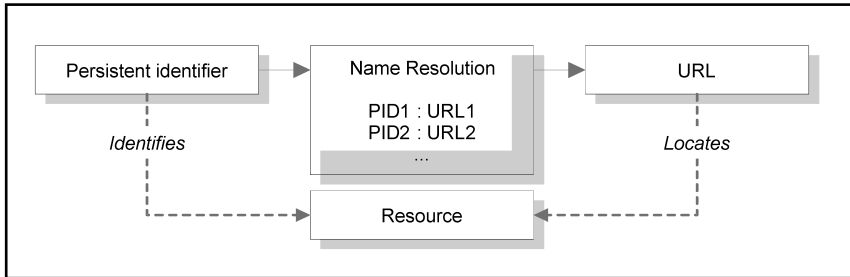 Persistent identifier
Name Resolution
PID1 : URL1
PID2 : URL2
...
URL
Identifies
Locates
Resource